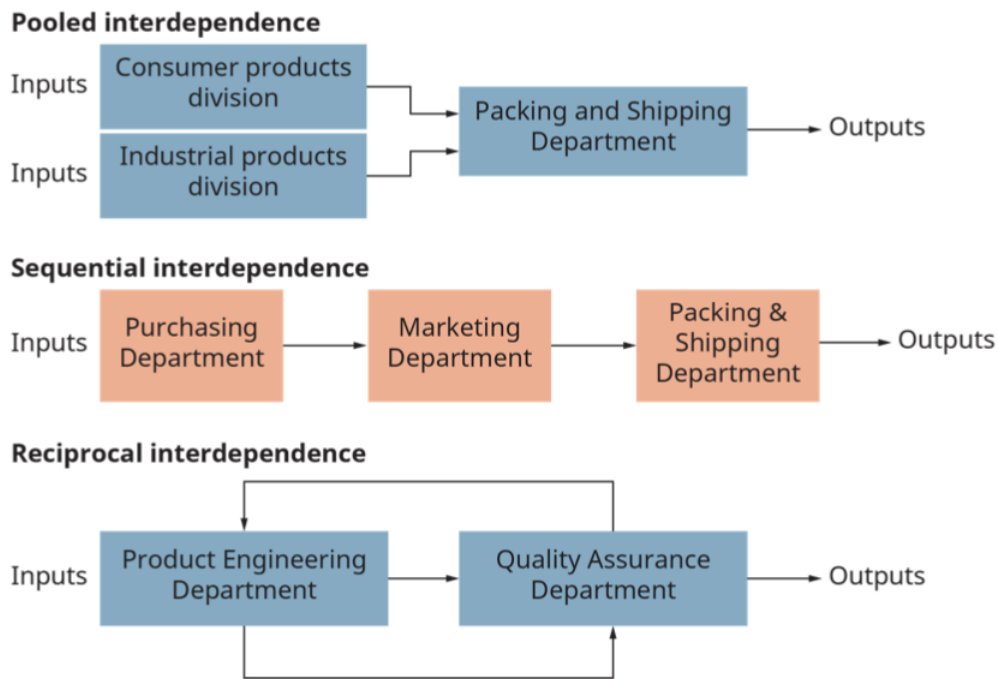 Pooled interdependence
Inputs
Consumer products
division
Inputs
Industrial products
division
Packing and Shipping
Department
Outputs
Sequential interdependence
Inputs
Purchasing
Department
Marketing
Department
Packing &
Shipping
Department
Outputs
Reciprocal interdependence
Inputs
Product Engineering
Department
Quality Assurance
Department
Outputs